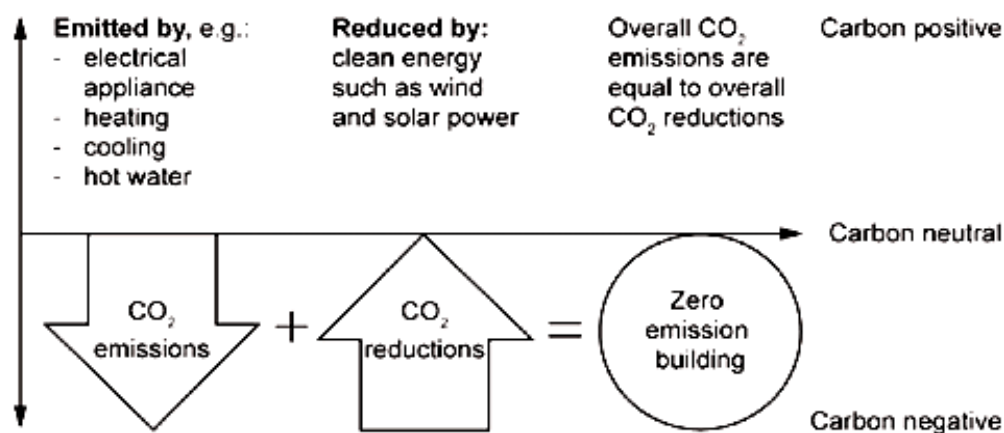 Emitted by, e.g.:
- electrical
appliance
- heating
- cooling
- hot water
Reduced by:
clean energy
such as wind
and solar power
Overall CO₂
emissions are
equal to overall
CO₂ reductions
Carbon positive
Carbon neutral
CO₂
emissions
+
CO₂
reductions
=
Zero
emission
building
Carbon negative